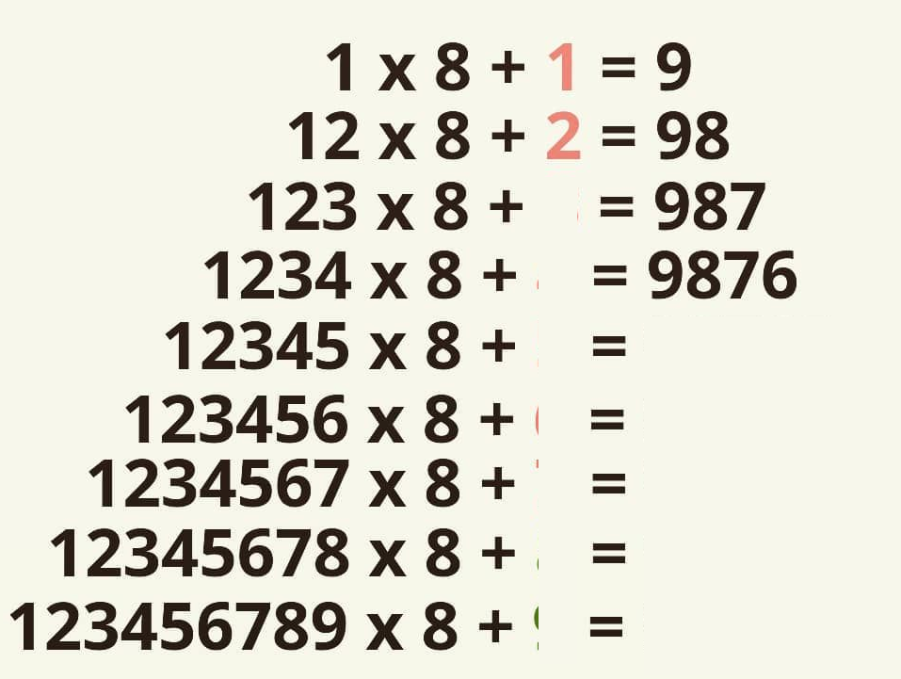 1 x 8 + 1 = 9
12 x 8 + 2 = 98
123 x 8 + = 987
1234 x 8 + = 9876
12345 x 8 + =
123456 x 8 + =
1234567 x 8 + =
12345678 x 8 + =
123456789 x 8 + =